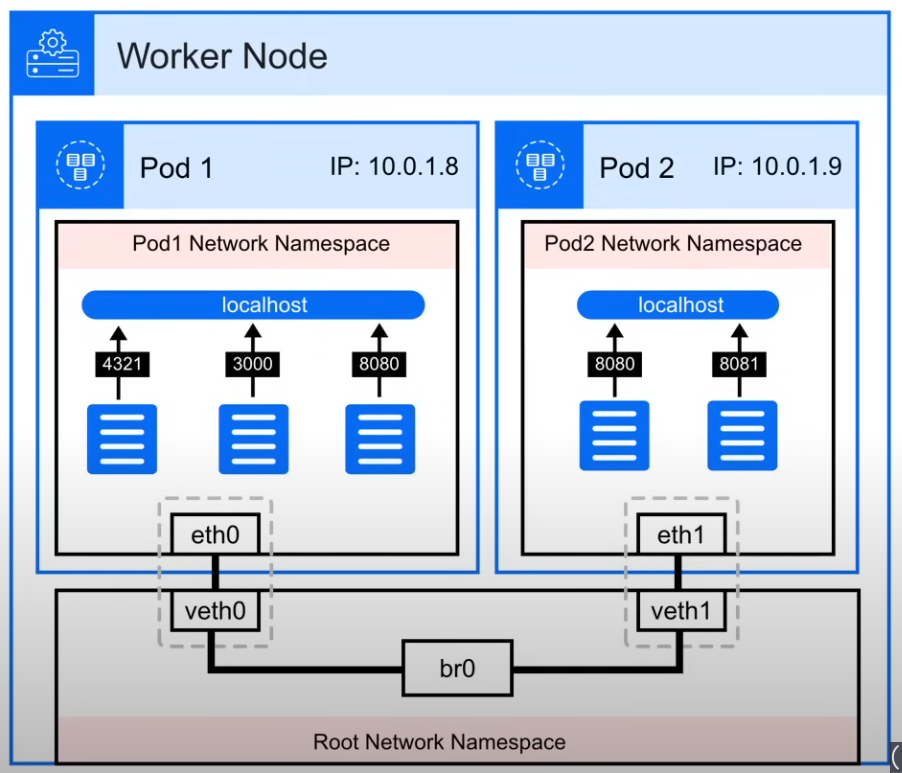 Worker Node
Pod 1 IP: 10.0.1.8
Pod 2 IP: 10.0.1.9
Pod1 Network Namespace
Pod2 Network Namespace
localhost
localhost
4321 3000 8080
8080 8081
eth0
eth1
veth0
veth1
br0
Root Network Namespace
(